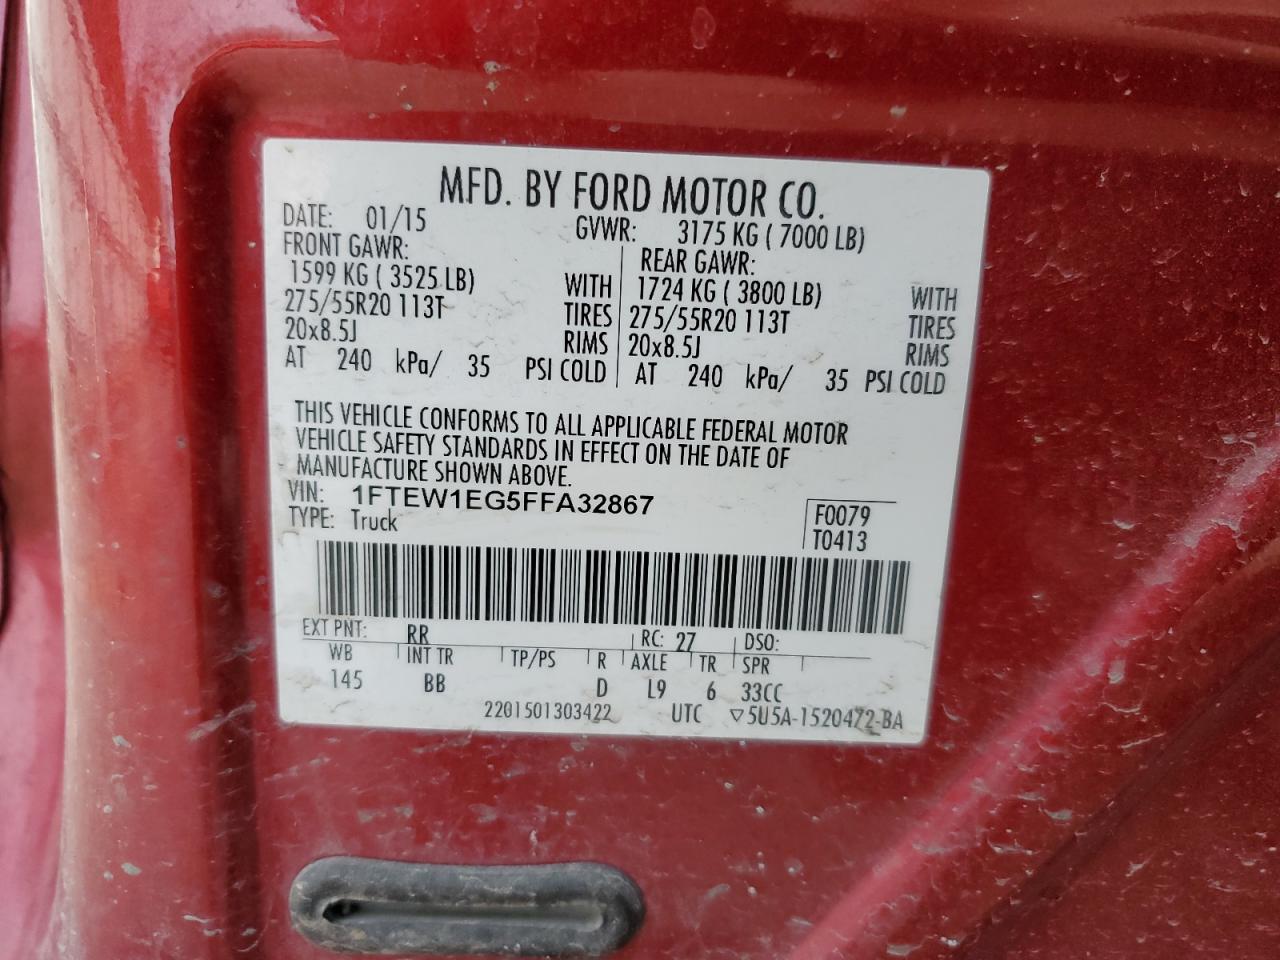 MFD. BY FORD MOTOR CO.
DATE: 01/15 GVWR: 3175 KG ( 7000 LB)
FRONT GAWR: REAR GAWR:
1599 KG ( 3525 LB) WITH 1724 KG ( 3800 LB) WITH
275/55R20 113T TIRES 275/55R20 113T TIRES
20x8.5J RIMS 20x8.5J RIMS
AT 240 kPa/ 35 PSI COLD AT 240 kPa/ 35 PSI COLD
THIS VEHICLE CONFORMS TO ALL APPLICABLE FEDERAL MOTOR
VEHICLE SAFETY STANDARDS IN EFFECT ON THE DATE OF
MANUFACTURE SHOWN ABOVE.
VIN: 1FTEW1EG5FFA32867
TYPE: Truck
F0079
T0413
EXT PNT: RR RC: 27 DSO:
WB INT TR TP/PS R AXLE TR SPR
145 BB D L9 6 33CC
2201501303422 UTC ▽5U5A-1520472-BA